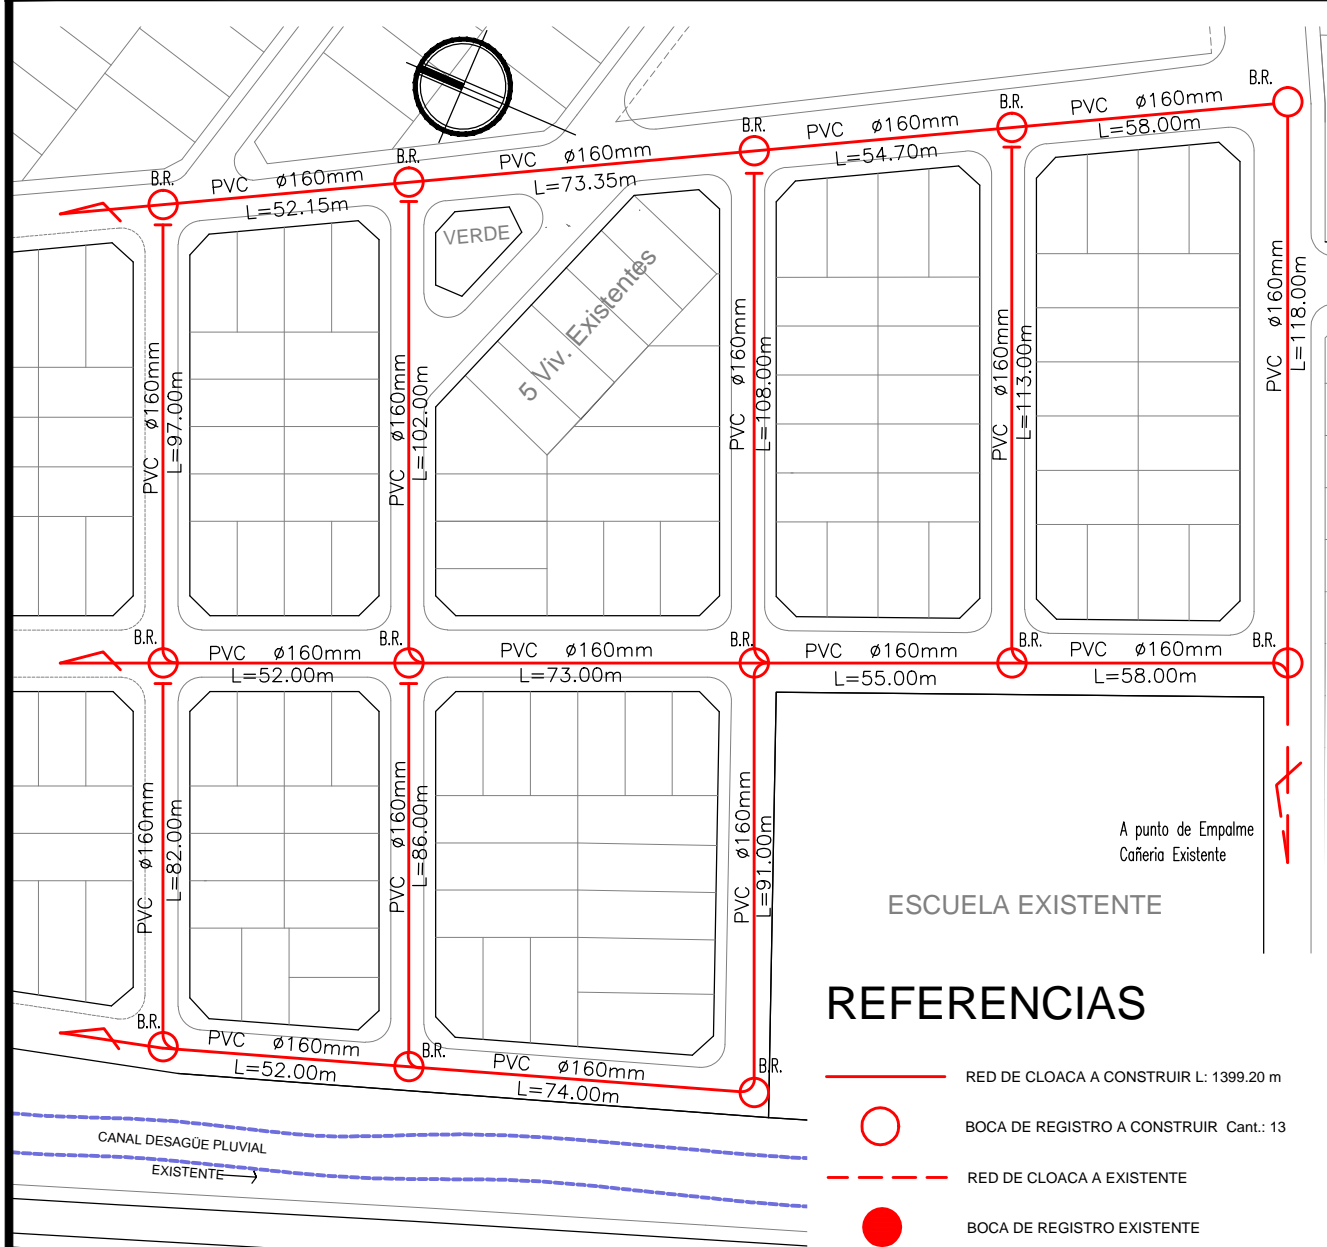 B.R.
PVC ø160mm
L=58.00m
B.R.
PVC ø160mm
L=54.70m
B.R.
PVC ø160mm
L=73.35m
B.R.
PVC ø160mm
L=52.15m
B.R.
VERDE
5 Viv. Existentes
PVC ø160mm
L=97.00m
PVC ø160mm
L=102.00m
PVC ø160mm
L=108.00m
PVC ø160mm
L=113.00m
PVC ø160mm
L=118.00m
B.R.
PVC ø160mm
L=52.00m
B.R.
PVC ø160mm
L=73.00m
B.R.
PVC ø160mm
L=55.00m
B.R.
PVC ø160mm
L=58.00m
B.R.
PVC ø160mm
L=82.00m
PVC ø160mm
L=86.00m
PVC ø160mm
L=91.00m
A punto de Empalme
Cañeria Existente
ESCUELA EXISTENTE
B.R.
PVC ø160mm
L=52.00m
B.R.
PVC ø160mm
L=74.00m
B.R.
CANAL DESAGÜE PLUVIAL
EXISTENTE
REFERENCIAS
RED DE CLOACA A CONSTRUIR L: 1399.20 m
BOCA DE REGISTRO A CONSTRUIR Cant.: 13
RED DE CLOACA A EXISTENTE
BOCA DE REGISTRO EXISTENTE